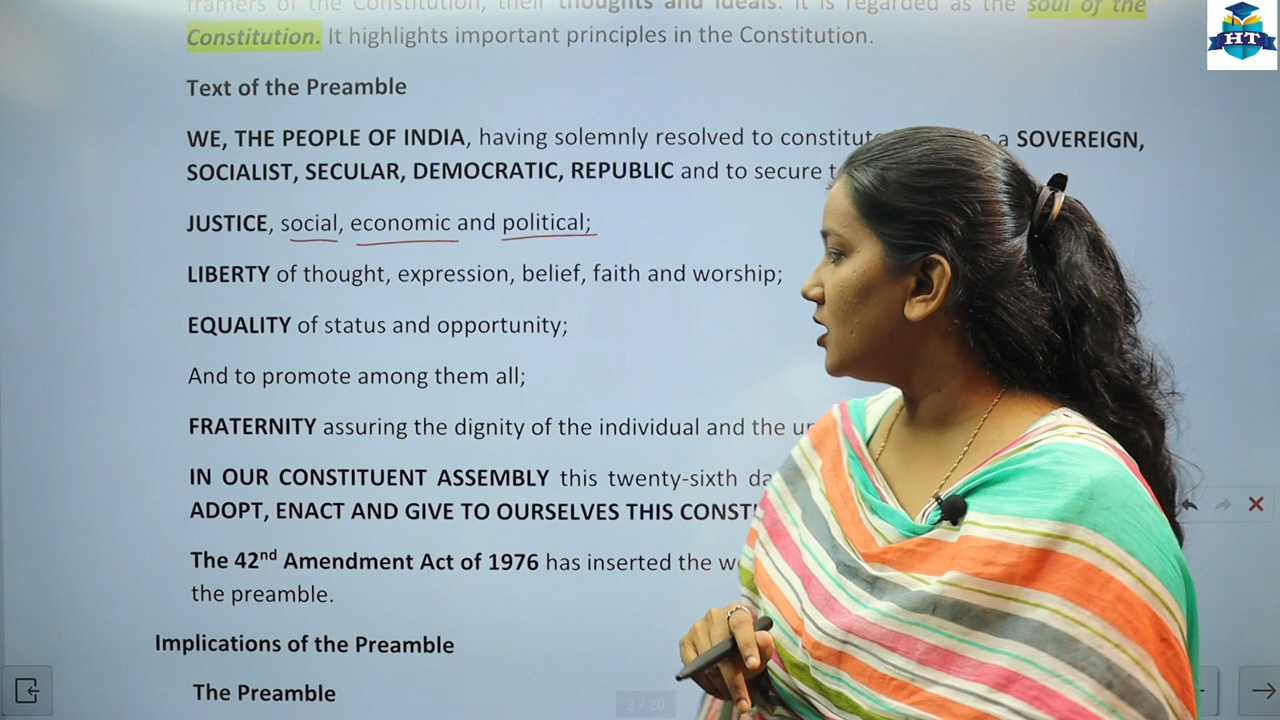 framers of the Constitution, their thoughts and ideals. It is regarded as the soul of the
Constitution. It highlights important principles in the Constitution.
HT
Text of the Preamble
WE, THE PEOPLE OF INDIA, having solemnly resolved to a SOVEREIGN,
SOCIALIST, SECULAR, DEMOCRATIC, REPUBLIC and to secure
JUSTICE, social, economic and political;
LIBERTY of thought, expression, belief, faith and worship;
EQUALITY of status and opportunity;
And to promote among them all;
FRATERNITY assuring the dignity of the individual and the
IN OUR CONSTITUENT ASSEMBLY this twenty-sixth
ADOPT, ENACT AND GIVE TO OURSELVES THIS
The 42nd Amendment Act of 1976 has inserted the
the preamble.
Implications of the Preamble
The Preamble
3 / 20